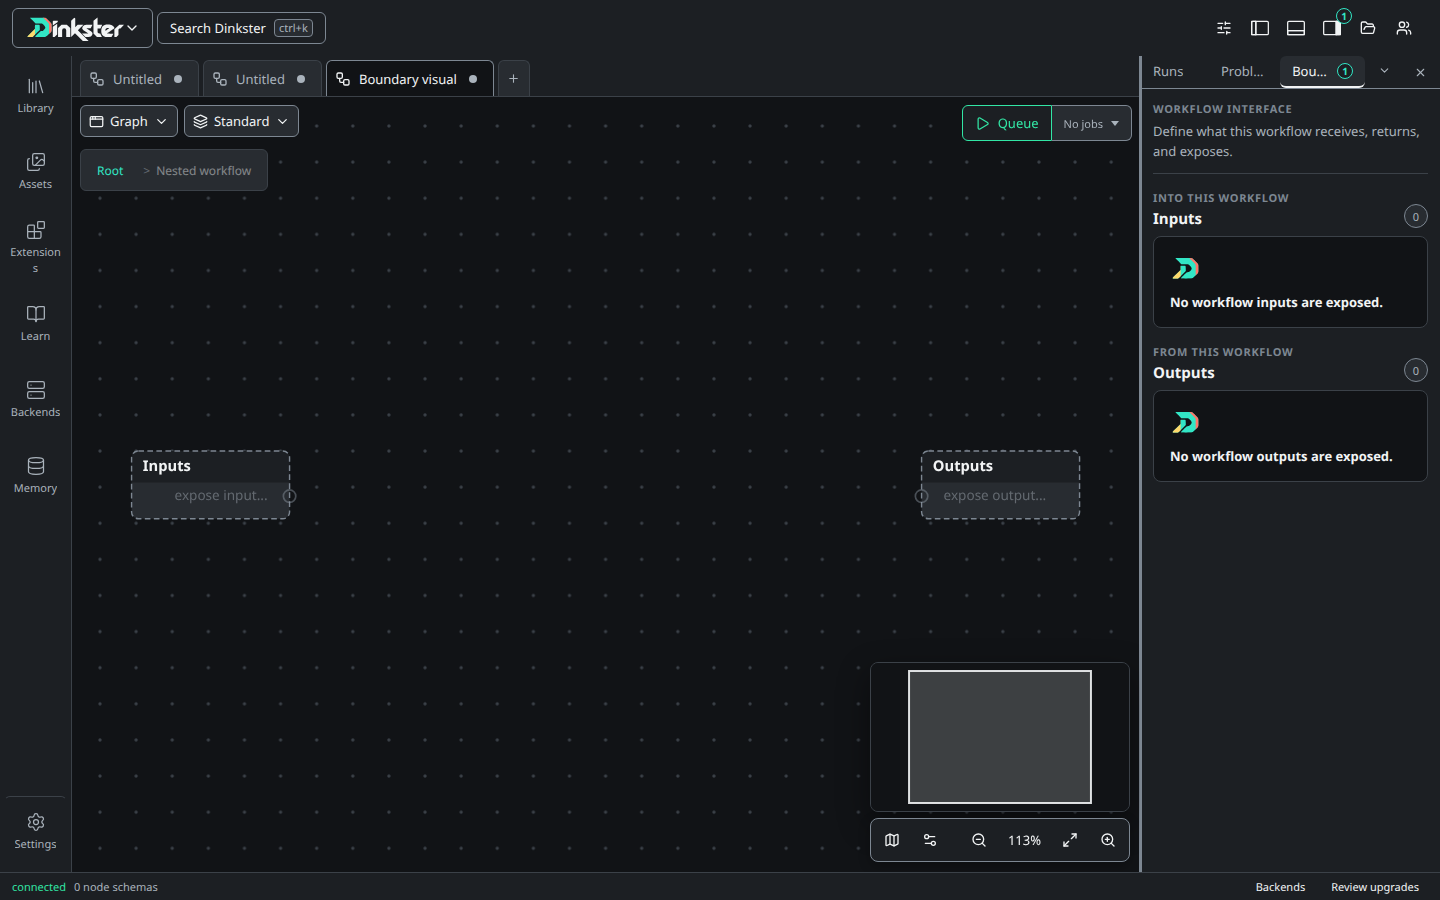 Dinkster
Search Dinkster ctrl+k
1
Library
Assets
Extension
s
Learn
Backends
Memory
Settings
Untitled
Untitled
Boundary visual
+
Graph
Standard
Queue
No jobs
Root > Nested workflow
Inputs
expose input...
Outputs
expose output...
113%
Runs
Probl...
Bou... 1
WORKFLOW INTERFACE
Define what this workflow receives, returns,
and exposes.
INTO THIS WORKFLOW
Inputs
0
No workflow inputs are exposed.
FROM THIS WORKFLOW
Outputs
0
No workflow outputs are exposed.
connected 0 node schemas
Backends
Review upgrades